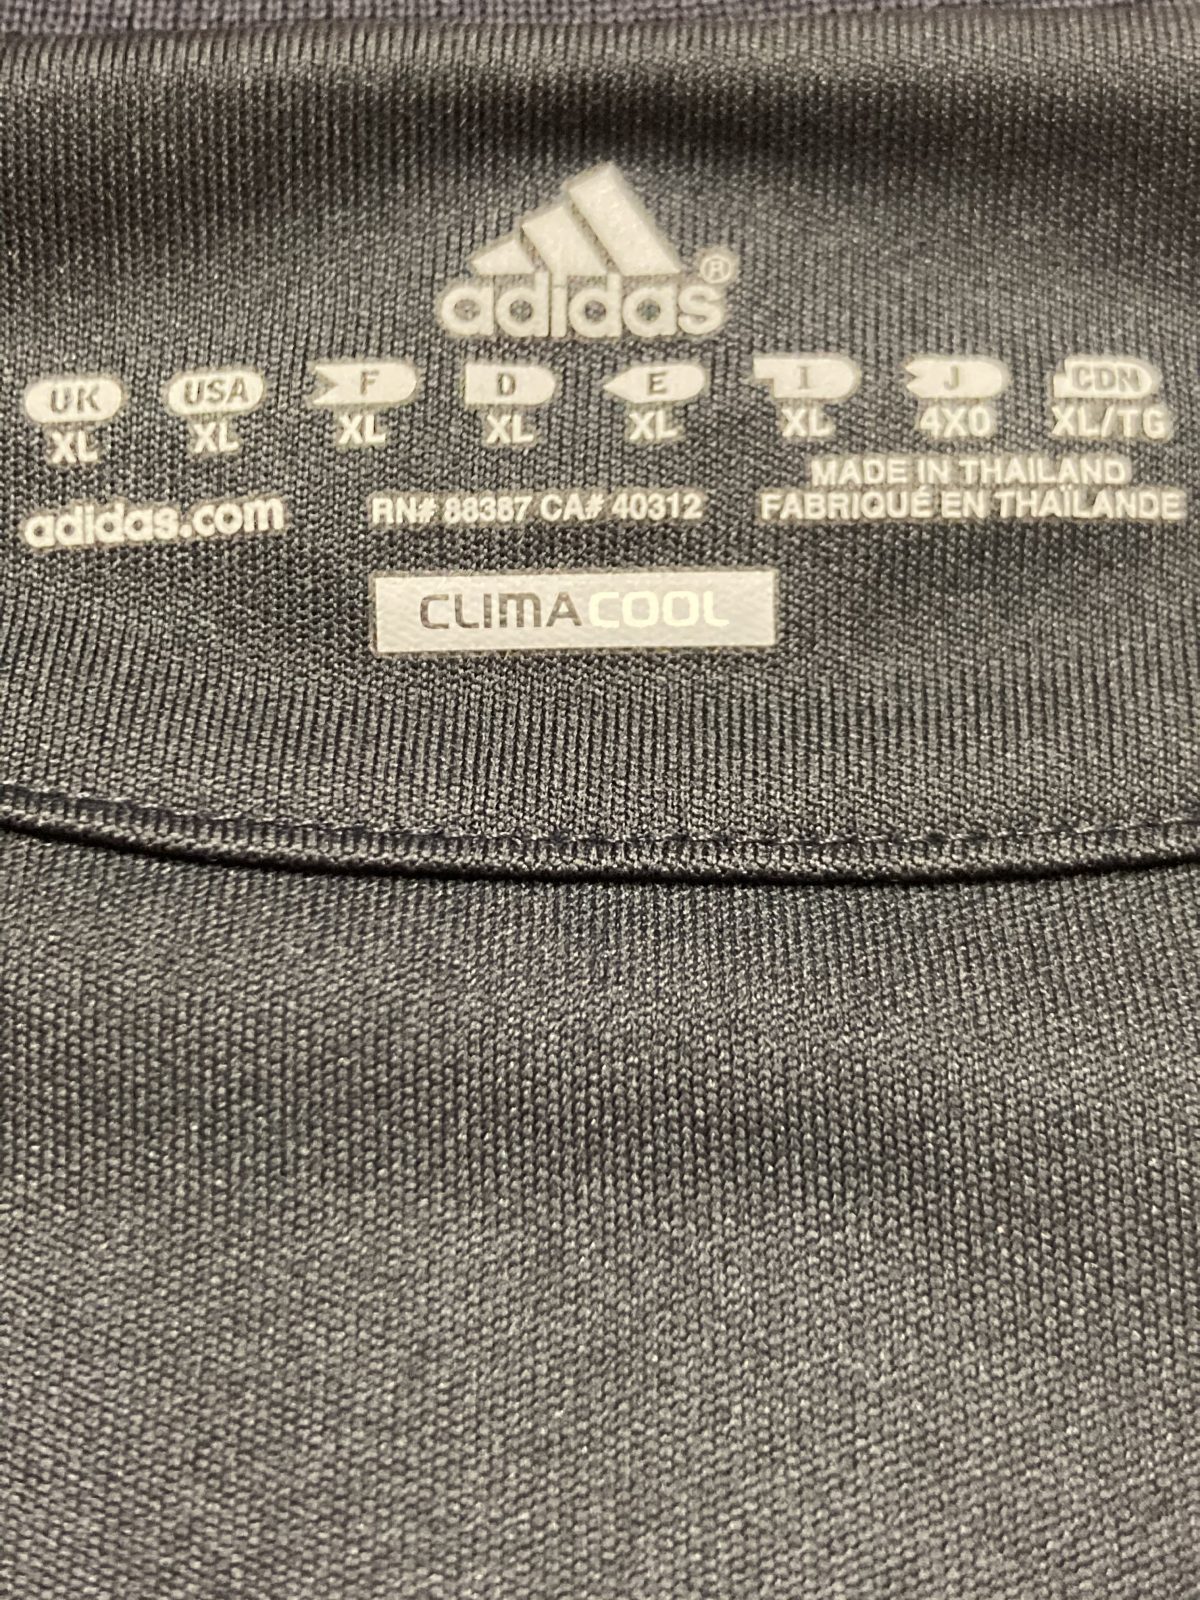 adidas®
UK USA F D E I J CDN
XL XL XL XL XL XL 4XO XL/TG
MADE IN THAILAND
adidas.com RN# 88387 CA# 40312 FABRIQUÉ EN THAÏLANDE
CLIMACOOL